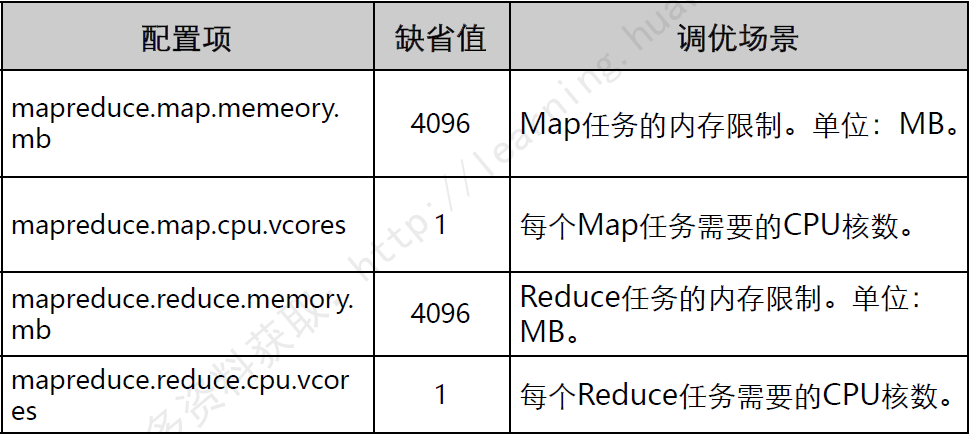 配置项 缺省值 调优场景
mapreduce.map.memeory.
mb
4096
Map任务的内存限制。单位：MB。
mapreduce.map.cpu.vcores
1
每个Map任务需要的CPU核数。
mapreduce.reduce.memory.
mb
4096
Reduce任务的内存限制。单位：
MB。
mapreduce.reduce.cpu.vcor
es
1
每个Reduce任务需要的CPU核数。
多资料获取：http://learning.hua